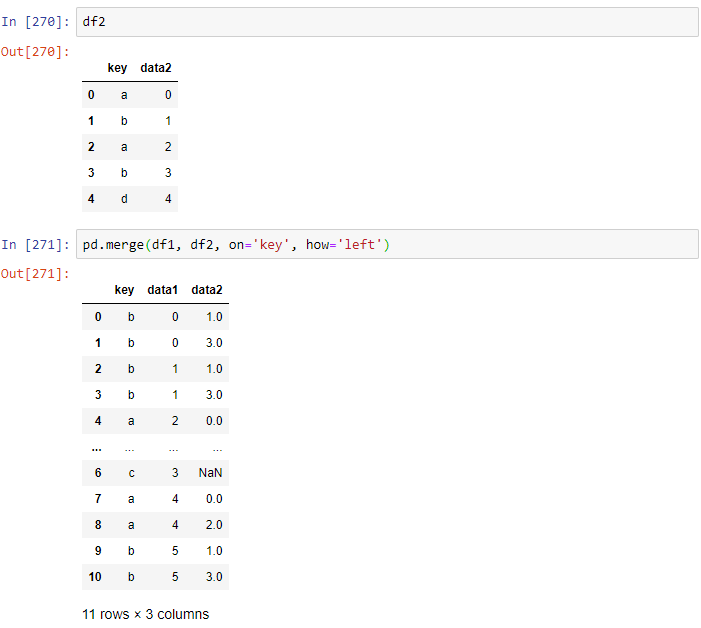 In [270]: df2
Out[270]:
key data2
0 a 0
1 b 1
2 a 2
3 b 3
4 d 4
In [271]: pd.merge(df1, df2, on='key', how='left')
Out[271]:
key data1 data2
0 b 0 1.0
1 b 0 3.0
2 b 1 1.0
3 b 1 3.0
4 a 2 0.0
... ... ... ...
6 c 3 NaN
7 a 4 0.0
8 a 4 2.0
9 b 5 1.0
10 b 5 3.0
11 rows × 3 columns